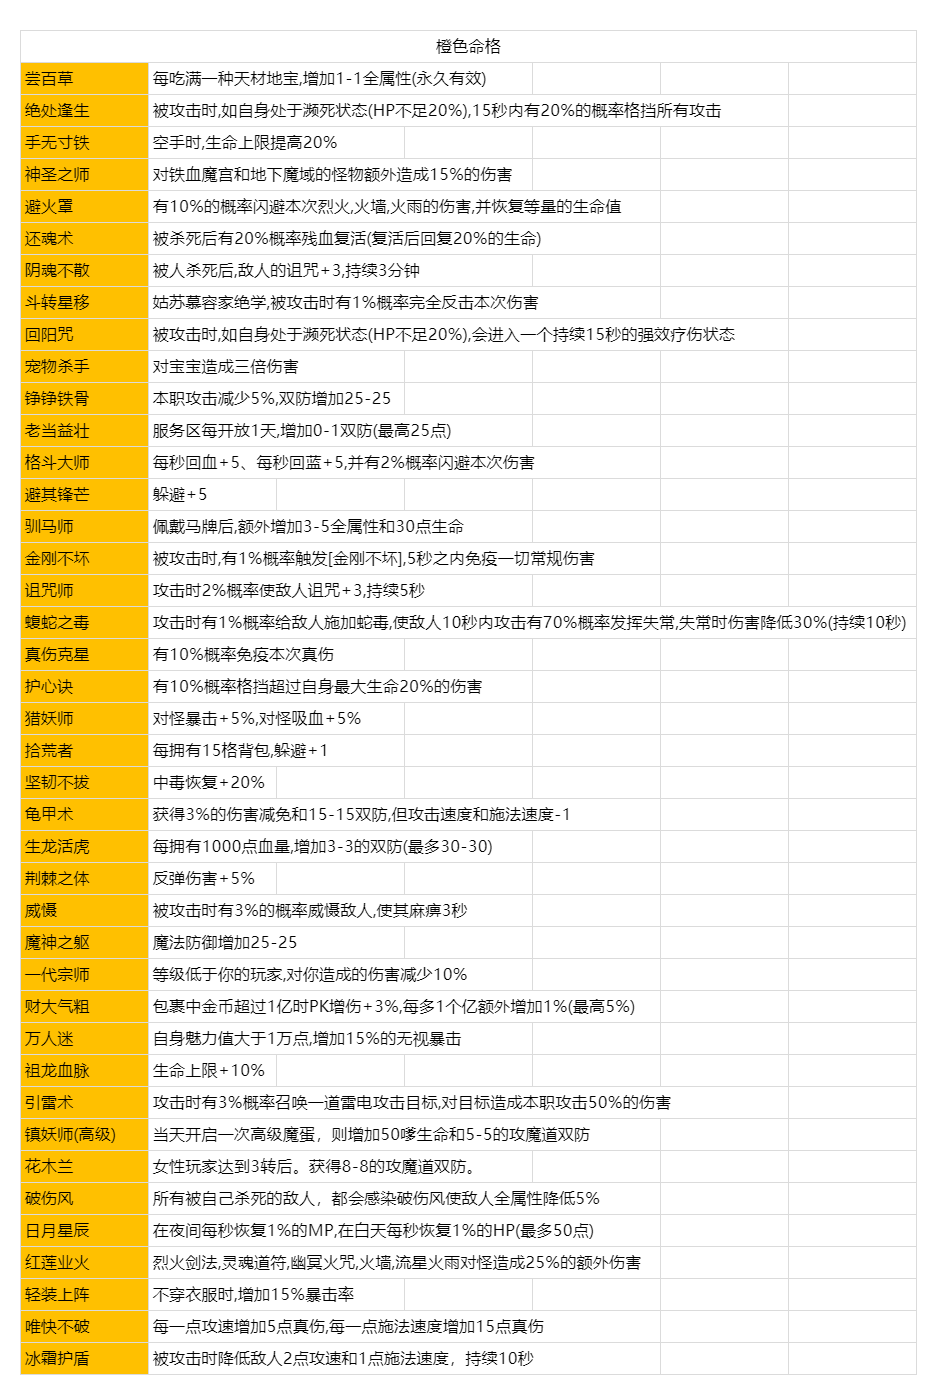 橙色命格
尝百草 每吃满一种天材地宝,增加1-1全属性(永久有效)
绝处逢生 被攻击时,如自身处于濒死状态(HP不足20%),15秒内有20%的概率格挡所有攻击
手无寸铁 空手时,生命上限提高20%
神圣之师 对铁血魔宫和地下魔域的怪物额外造成15%的伤害
避火罩 有10%的概率闪避本次烈火,火墙,火雨的伤害,并恢复等量的生命值
还魂术 被杀死后有20%概率残血复活(复活后回复20%的生命)
阴魂不散 被人杀死后,敌人的诅咒+3,持续3分钟
斗转星移 姑苏慕容家绝学,被攻击时有1%概率完全反击本次伤害
回阳咒 被攻击时,如自身处于濒死状态(HP不足20%),会进入一个持续15秒的强效疗伤状态
宠物杀手 对宝宝造成三倍伤害
铮铮铁骨 本职攻击减少5%,双防增加25-25
老当益壮 服务区每开放1天,增加0-1双防(最高25点)
格斗大师 每秒回血+5、每秒回蓝+5,并有2%概率闪避本次伤害
避其锋芒 躲避+5
驯马师 佩戴马牌后,额外增加3-5全属性和30点生命
金刚不坏 被攻击时,有1%概率触发[金刚不坏],5秒之内免疫一切常规伤害
诅咒师 攻击时2%概率使敌人诅咒+3,持续5秒
蝮蛇之毒 攻击时有1%概率给敌人施加蛇毒,使敌人10秒内攻击有70%概率发挥失常,失常时伤害降低30%(持续10秒)
真伤克星 有10%概率免疫本次真伤
护心诀 有10%概率格挡超过自身最大生命20%的伤害
猎妖师 对怪暴击+5%,对怪吸血+5%
拾荒者 每拥有15格背包,躲避+1
坚韧不拔 中毒恢复+20%
龟甲术 获得3%的伤害减免和15-15双防,但攻击速度和施法速度-1
生龙活虎 每拥有1000点血量,增加3-3的双防(最多30-30)
荆棘之体 反弹伤害+5%
威慑 被攻击时有3%的概率威慑敌人,使其麻痹3秒
魔神之躯 魔法防御增加25-25
一代宗师 等级低于你的玩家,对你造成的伤害减少10%
财大气粗 包裹中金币超过1亿时PK增伤+3%,每多1个亿额外增加1%(最高5%)
万人迷 自身魅力值大于1万点,增加15%的无视暴击
祖龙血脉 生命上限+10%
引雷术 攻击时有3%概率召唤一道雷电攻击目标,对目标造成本职攻击50%的伤害
镇妖师(高级) 当天开启一次高级魔蛋，则增加50嗲生命和5-5的攻魔道双防
花木兰 女性玩家达到3转后。获得8-8的攻魔道双防。
破伤风 所有被自己杀死的敌人，都会感染破伤风使敌人全属性降低5%
日月星辰 在夜间每秒恢复1%的MP,在白天每秒恢复1%的HP(最多50点)
红莲业火 烈火剑法,灵魂道符,幽冥火咒,火墙,流星火雨对怪造成25%的额外伤害
轻装上阵 不穿衣服时,增加15%暴击率
唯快不破 每一点攻速增加5点真伤,每一点施法速度增加15点真伤
冰霜护盾 被攻击时降低敌人2点攻速和1点施法速度，持续10秒